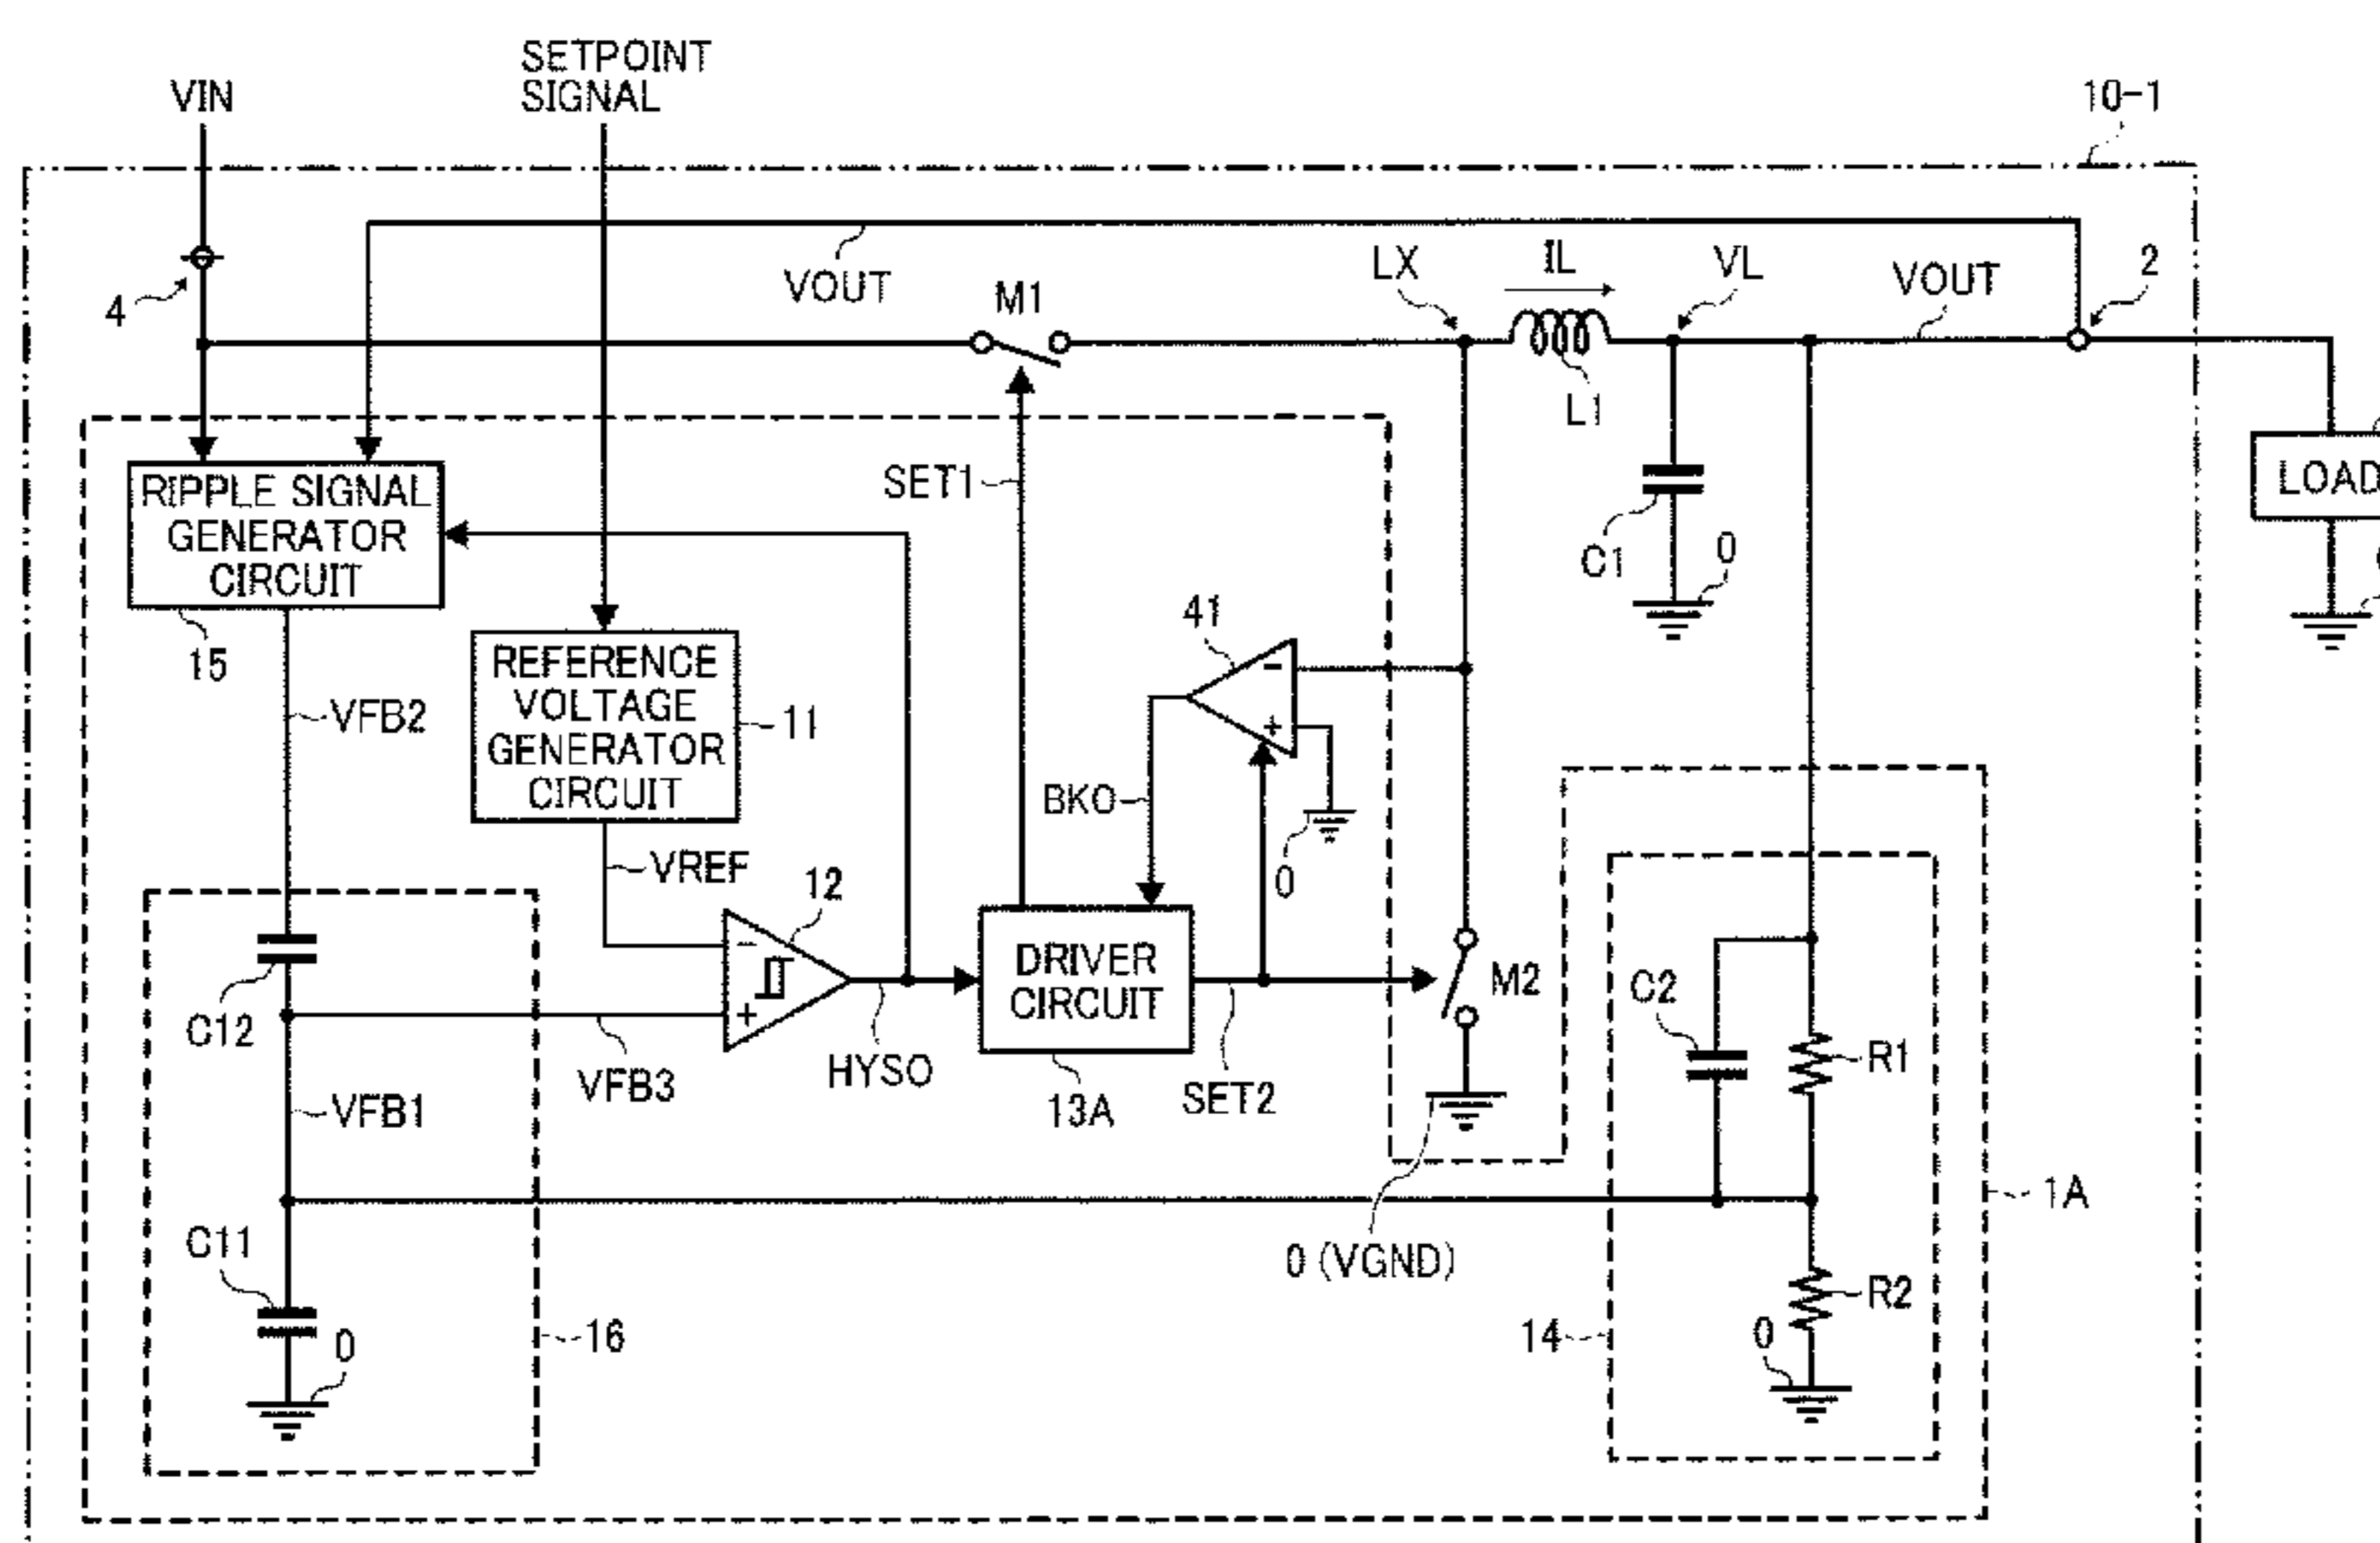 SETPOINT
SIGNAL
VIN
10-1
4
VOUT
M1
LX
IL
VL
VOUT
2
L1
RIPPLE SIGNAL
GENERATOR
CIRCUIT
15
SET1
C1
0
LOAD
41
REFERENCE
VOLTAGE
GENERATOR
CIRCUIT
11
VFB2
-
+
BKO
0
VREF
12
-
+
DRIVER
CIRCUIT
M2
C2
R1
C12
VFB3
HYSO
13A
SET2
VFB1
1A
C11
0 (VGND)
R2
0
16
14
0